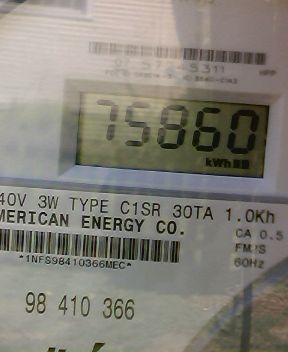 75860
kWh
40V 3W TYPE C1SR 30TA 1.0Kh
MERICAN ENERGY CO.
CA 0.5
*1NFS98410366MEC*
60Hz
98 410 366